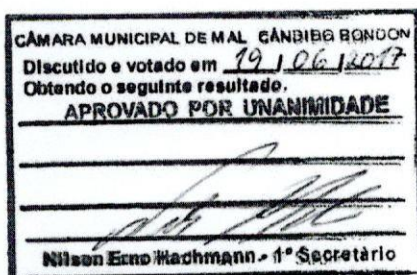 CÂMARA MUNICIPAL DE MAL CÂNDIDO RONDON
Discutido e votado em 19 / 06 / 2017
Obtendo o seguinte resultado.
APROVADO POR UNANIMIDADE
Nilson Erno Hachmann - 1º Secretário